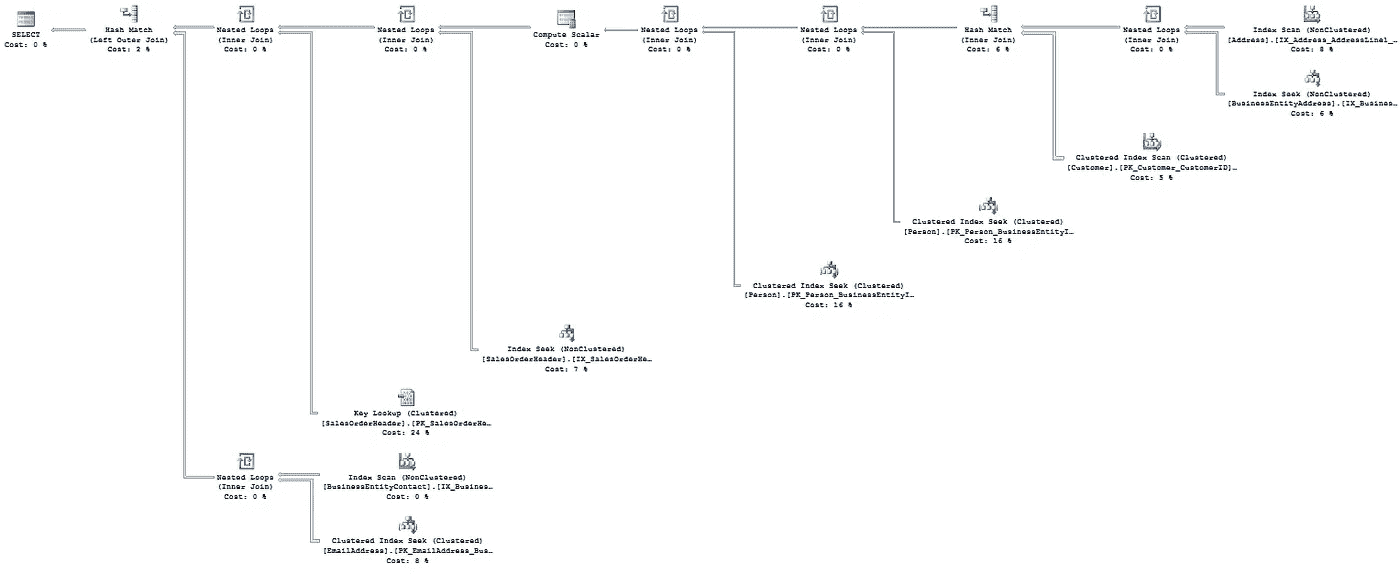 SELECT
Cost: 0 %
Hash Match
(Left Outer Join)
Cost: 2 %
Nested Loops
(Inner Join)
Cost: 0 %
Nested Loops
(Inner Join)
Cost: 0 %
Compute Scalar
Cost: 0 %
Nested Loops
(Inner Join)
Cost: 0 %
Nested Loops
(Inner Join)
Cost: 0 %
Hash Match
(Inner Join)
Cost: 6 %
Nested Loops
(Inner Join)
Cost: 0 %
Index Scan (NonClustered)
[Address].[IX_Address_AddressLine1_…
Cost: 8 %
Index Seek (NonClustered)
[BusinessEntityAddress].[IX_Busines…
Cost: 6 %
Clustered Index Scan (Clustered)
[Customer].[PK_Customer_CustomerID]…
Cost: 5 %
Clustered Index Seek (Clustered)
[Person].[PK_Person_BusinessEntityI…
Cost: 16 %
Clustered Index Seek (Clustered)
[Person].[PK_Person_BusinessEntityI…
Cost: 16 %
Index Seek (NonClustered)
[SalesOrderHeader].[IX_SalesOrderHe…
Cost: 7 %
Key Lookup (Clustered)
[SalesOrderHeader].[PK_SalesOrderHe…
Cost: 24 %
Nested Loops
(Inner Join)
Cost: 0 %
Index Scan (NonClustered)
[BusinessEntityContact].[IX_Busines…
Cost: 0 %
Clustered Index Seek (Clustered)
[EmailAddress].[PK_EmailAddress_Bus…
Cost: 8 %